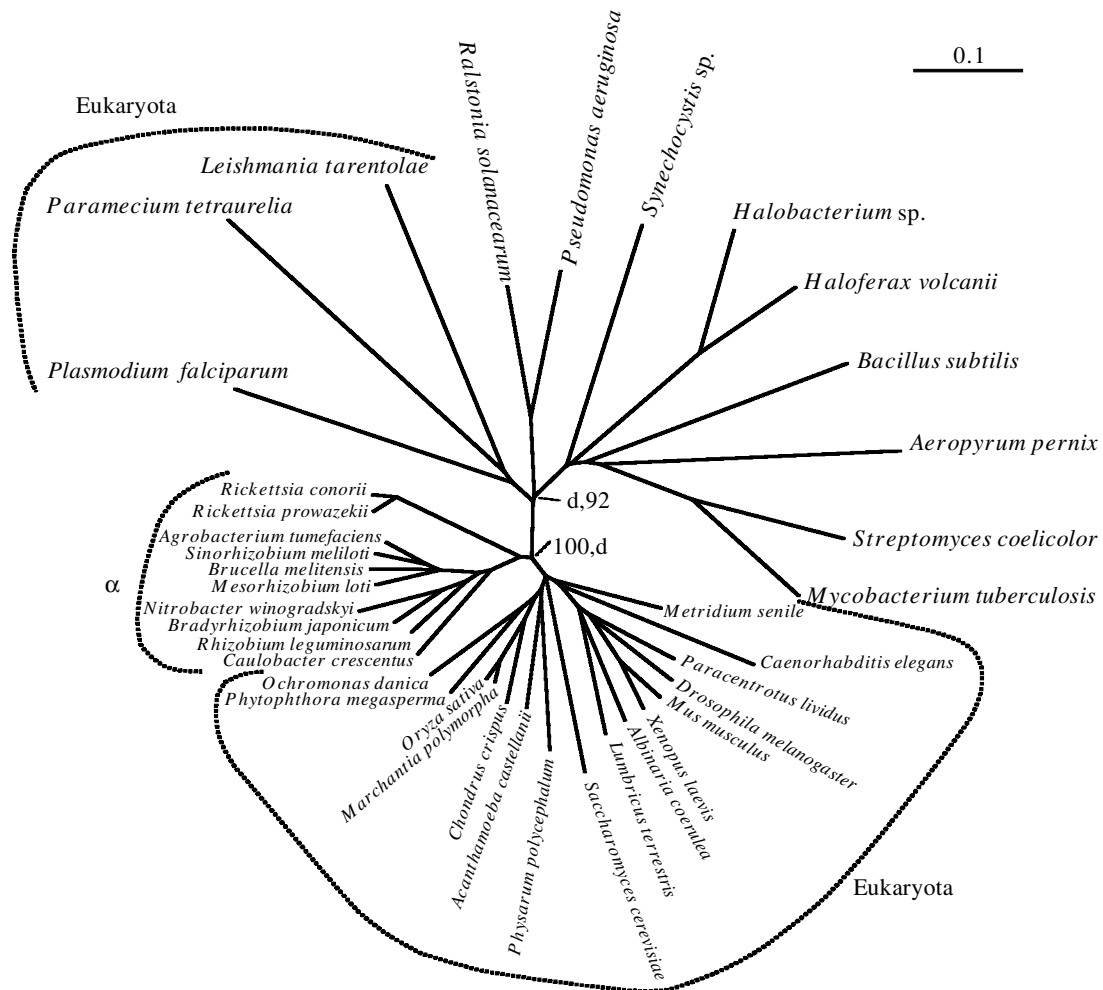 0.1
Eukaryota
Ralstonia solanacearum
Pseudomonas aeruginosa
Synechocystis sp.
Leishmania tarentolae
Paramecium tetraurelia
Halobacterium sp.
Haloferax volcanii
Plasmodium falciparum
Bacillus subtilis
Aeropyrum pernix
d,92
100,d
Streptomyces coelicolor
Mycobacterium tuberculosis
α
Rickettsia conorii
Rickettsia prowazekii
Agrobacterium tumefaciens
Sinorhizobium meliloti
Brucella melitensis
Mesorhizobium loti
Nitrobacter winogradskyi
Bradyrhizobium japonicum
Rhizobium leguminosarum
Caulobacter crescentus
Ochromonas danica
Phytophthora megasperma
Oryza sativa
Marchantia polymorpha
Chondrus crispus
Acanthamoeba castellanii
Physarum polycephalum
Saccharomyces cerevisiae
Lumbricus terrestris
Albinaria coerulea
Xenopus laevis
Mus musculus
Drosophila melanogaster
Paracentrotus lividus
Caenorhabditis elegans
Metridium senile
Eukaryota